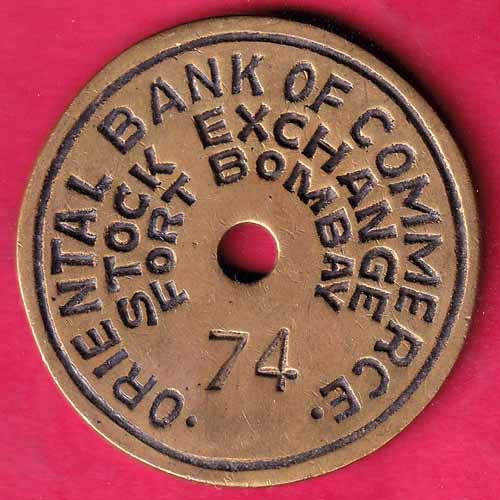 · ORIENTAL BANK OF COMMERCE ·
STOCK EXCHANGE
FORT BOMBAY
74